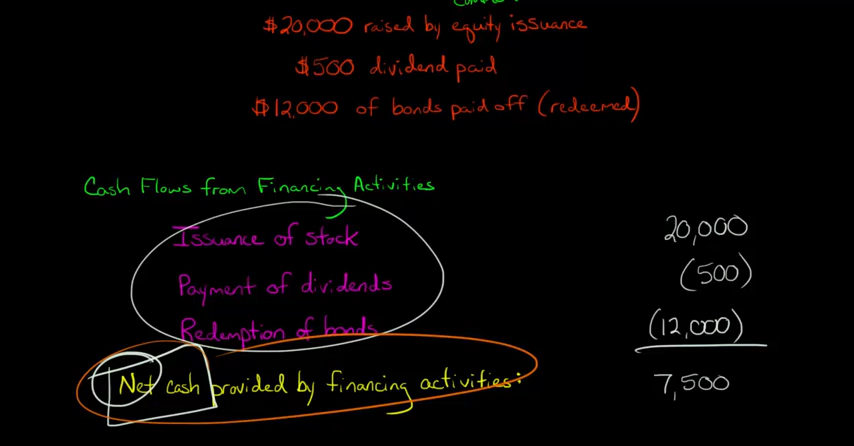 $20,000 raised by equity issuance
$500 dividend paid
$12,000 of bonds paid off (redeemed)
Cash Flows from Financing Activities
Issuance of stock 20,000
Payment of dividends (500)
Redemption of bonds (12,000)
Net cash provided by financing activities: 7,500